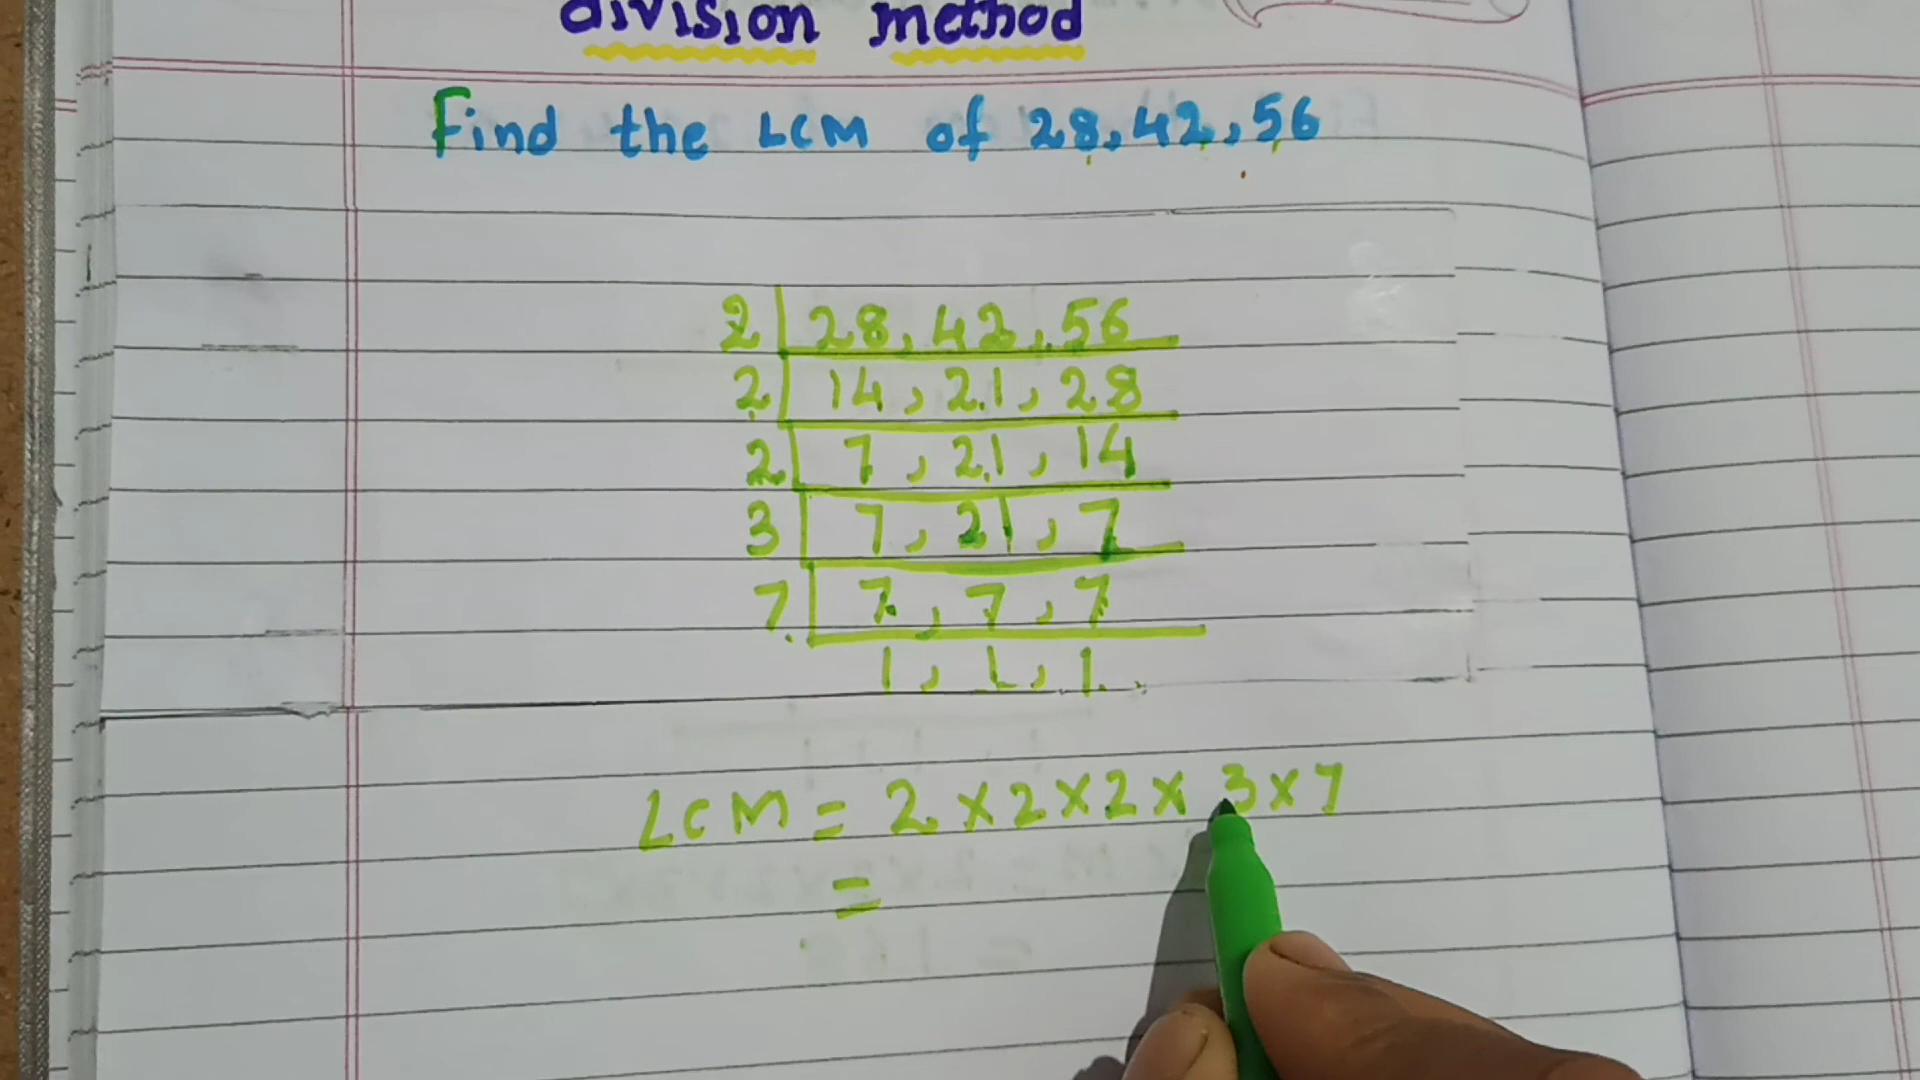 division method
Find the LCM of 28,42,56
2 | 28,42,56
2 | 14,21,28
2 | 7,21,14
3 | 7,21,7
7 | 7,7,7
1,1,1
LCM = 2×2×2×3×7
=